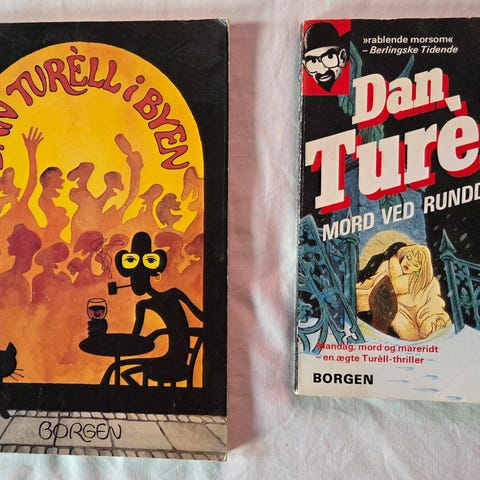 DAN TURÈLL i BYEN
BORGEN
»rablende morsom«
– Berlingske Tidende
Dan
Turè
MORD VED RUNDD
Mandag, mord og mareridt
– en ægte Turèll-thriller
BORGEN